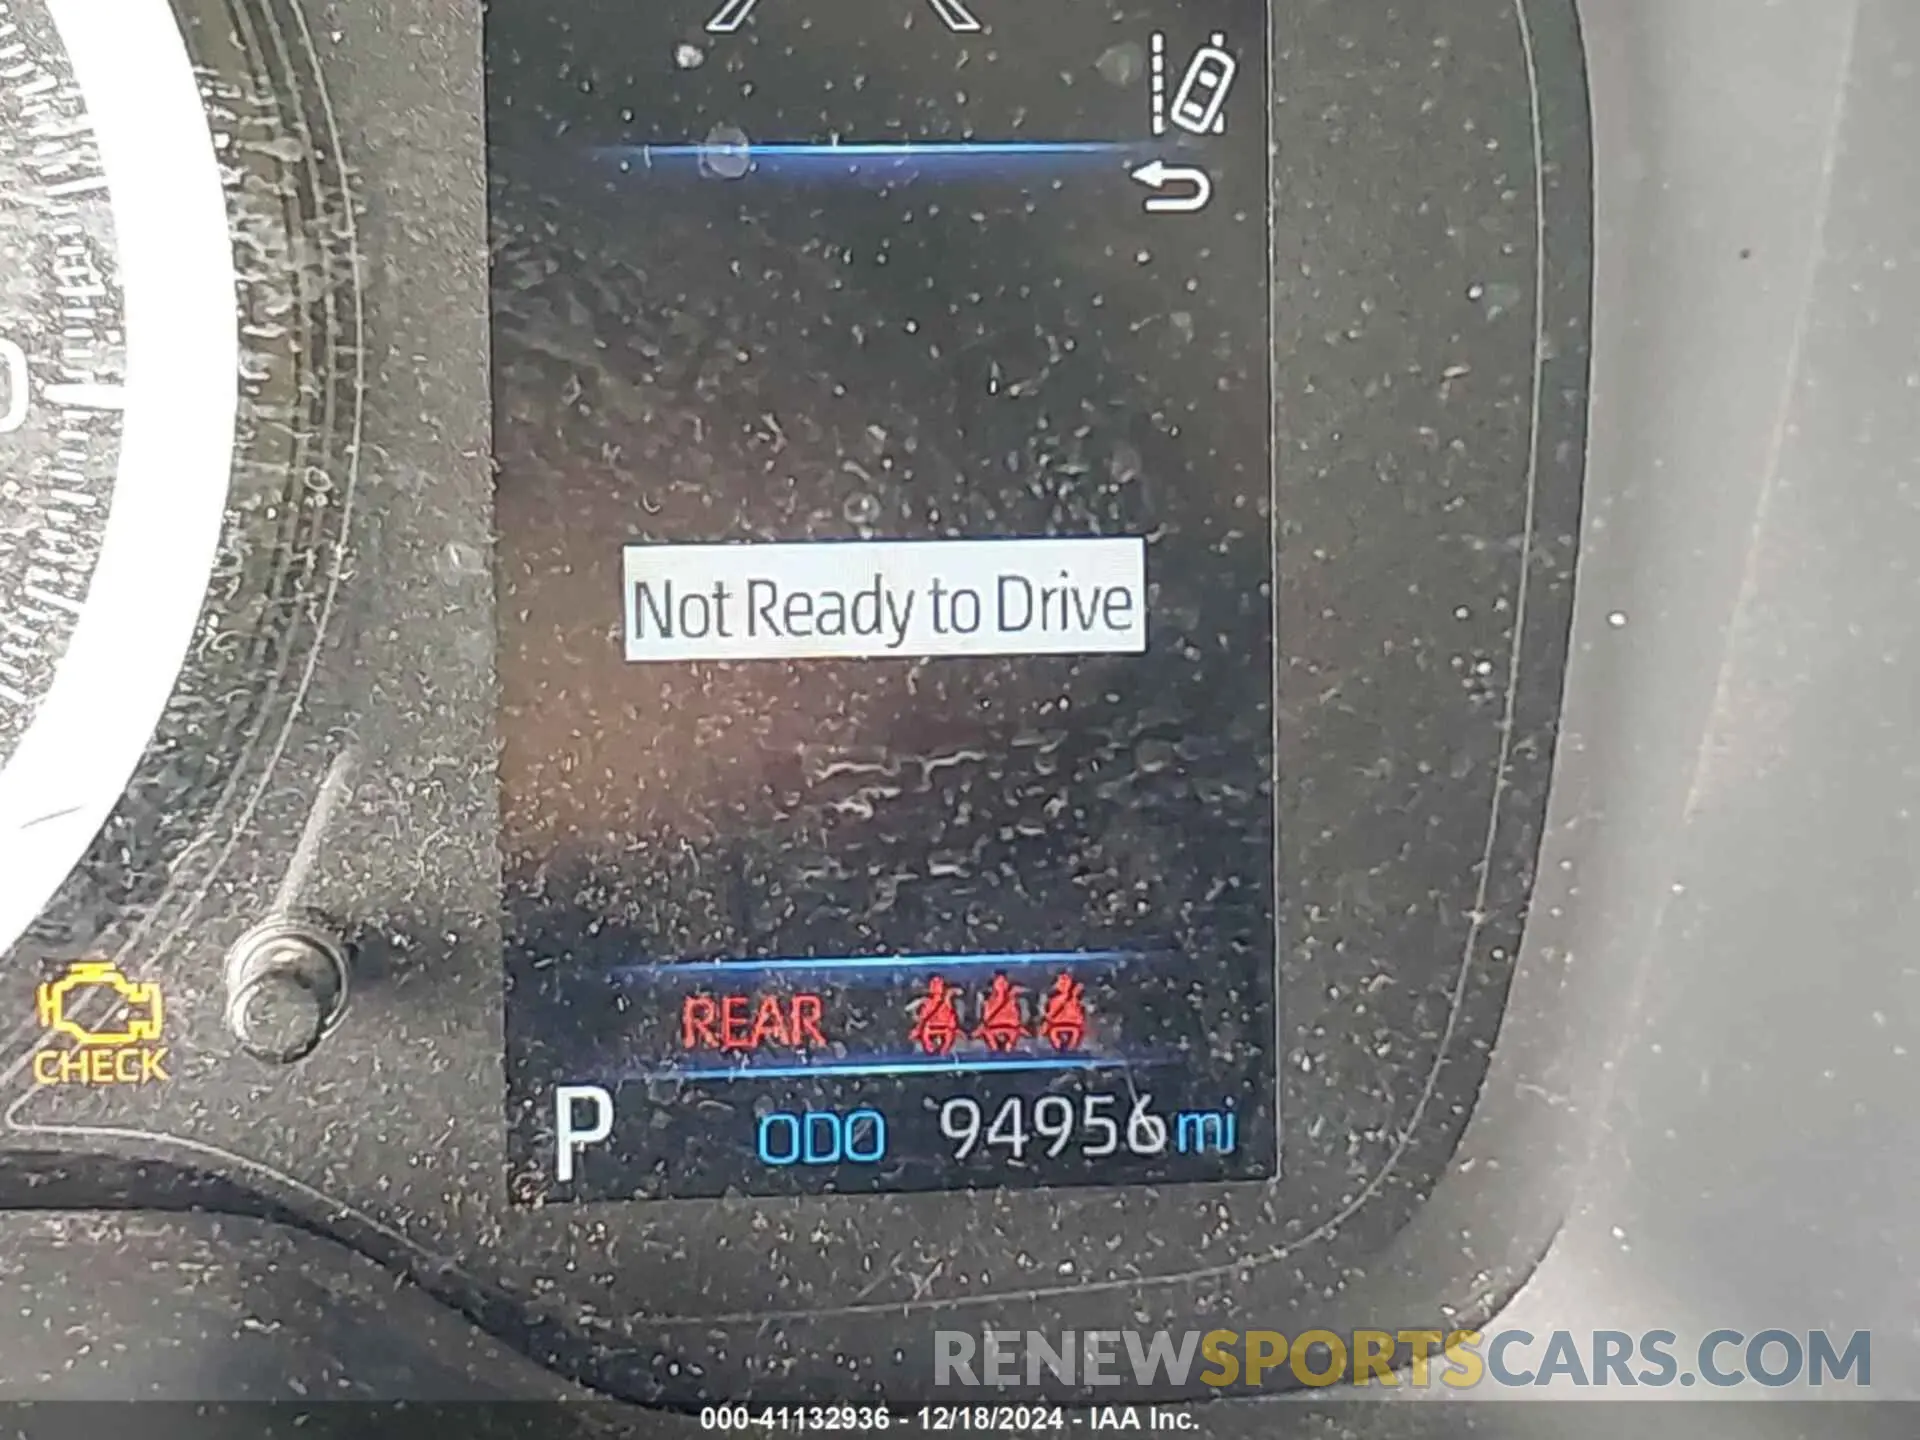 Not Ready to Drive
REAR
CHECK
P ODO 94956 mi
RENEWSPORTSCARS.COM
000-41132936 - 12/18/2024 - IAA Inc.